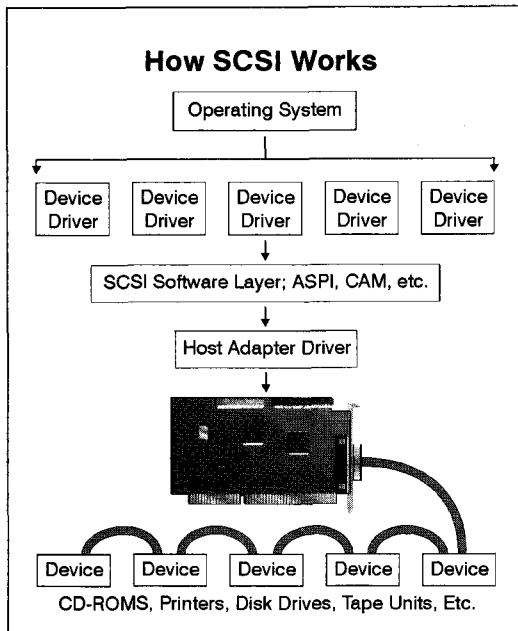 How SCSI Works
Operating System
Device Driver
Device Driver
Device Driver
Device Driver
Device Driver
SCSI Software Layer; ASPI, CAM, etc.
Host Adapter Driver
Device
Device
Device
Device
Device
CD-ROMS, Printers, Disk Drives, Tape Units, Etc.